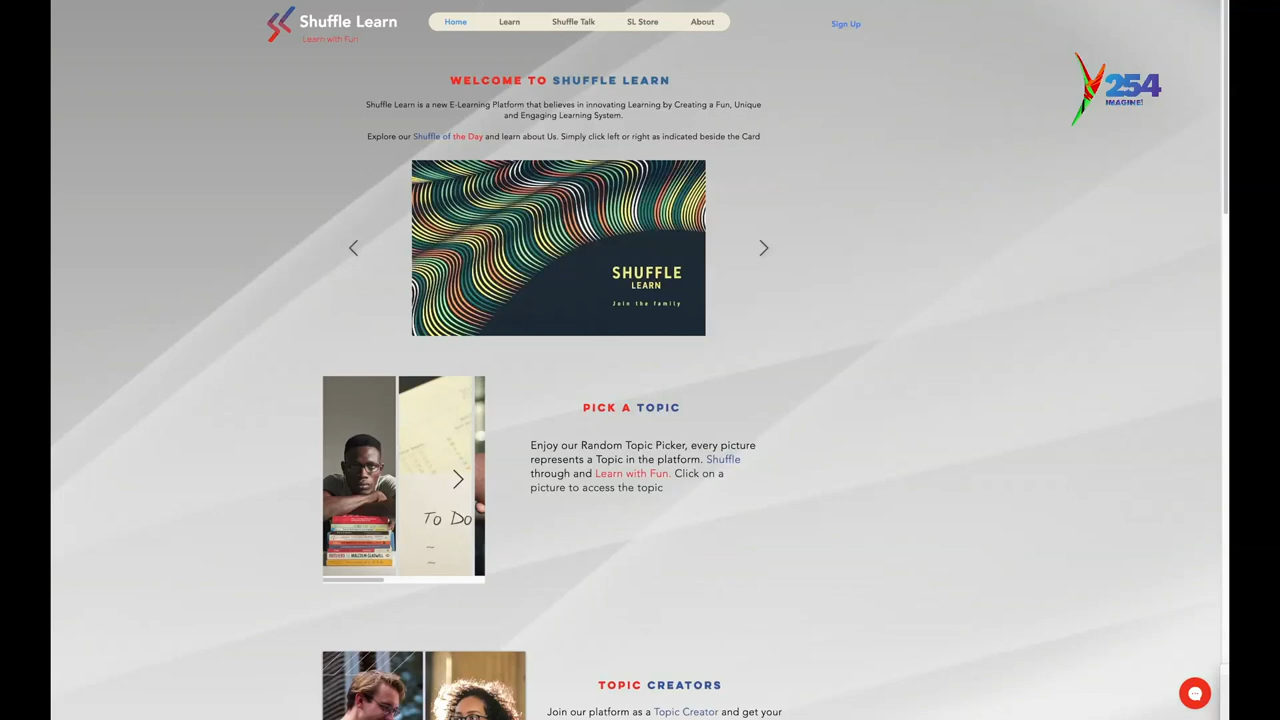 Shuffle Learn
Learn with Fun
Home
Learn
Shuffle Talk
SL Store
About
Sign Up
Y254
IMAGINE!
WELCOME TO SHUFFLE LEARN
Shuffle Learn is a new E-Learning Platform that believes in innovating Learning by Creating a Fun, Unique
and Engaging Learning System.
Explore our Shuffle of the Day and learn about Us. Simply click left or right as indicated beside the Card
SHUFFLE
LEARN
Join the family
PICK A TOPIC
Enjoy our Random Topic Picker, every picture
represents a Topic in the platform. Shuffle
through and Learn with Fun. Click on a
picture to access the topic
TO DO
TOPIC CREATORS
Join our platform as a Topic Creator and get your